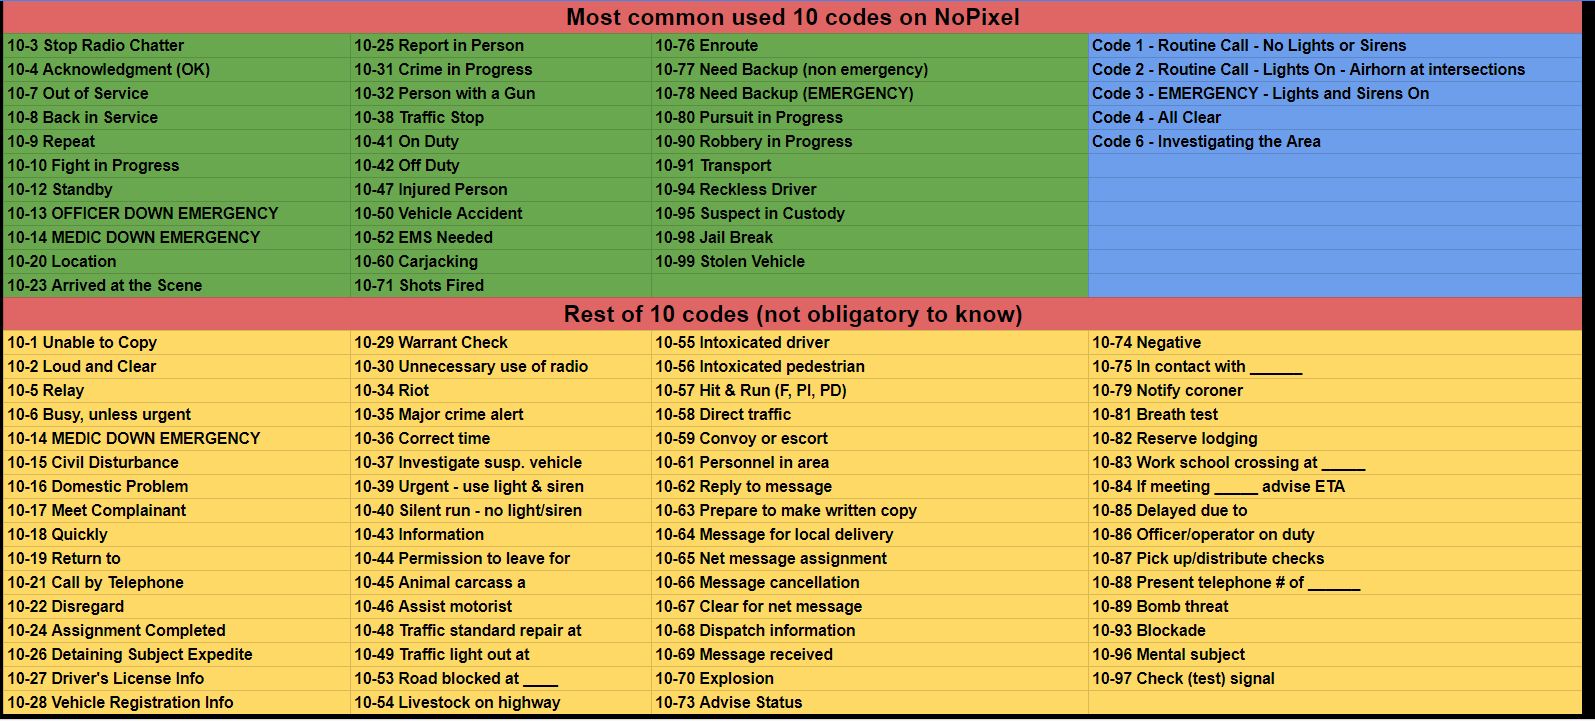 Most common used 10 codes on NoPixel
10-3 Stop Radio Chatter
10-4 Acknowledgment (OK)
10-7 Out of Service
10-8 Back in Service
10-9 Repeat
10-10 Fight in Progress
10-12 Standby
10-13 OFFICER DOWN EMERGENCY
10-14 MEDIC DOWN EMERGENCY
10-20 Location
10-23 Arrived at the Scene
10-25 Report in Person
10-31 Crime in Progress
10-32 Person with a Gun
10-38 Traffic Stop
10-41 On Duty
10-42 Off Duty
10-47 Injured Person
10-50 Vehicle Accident
10-52 EMS Needed
10-60 Carjacking
10-71 Shots Fired
10-76 Enroute
10-77 Need Backup (non emergency)
10-78 Need Backup (EMERGENCY)
10-80 Pursuit in Progress
10-90 Robbery in Progress
10-91 Transport
10-94 Reckless Driver
10-95 Suspect in Custody
10-98 Jail Break
10-99 Stolen Vehicle
Code 1 - Routine Call - No Lights or Sirens
Code 2 - Routine Call - Lights On - Airhorn at intersections
Code 3 - EMERGENCY - Lights and Sirens On
Code 4 - All Clear
Code 6 - Investigating the Area
Rest of 10 codes (not obligatory to know)
10-1 Unable to Copy
10-2 Loud and Clear
10-5 Relay
10-6 Busy, unless urgent
10-14 MEDIC DOWN EMERGENCY
10-15 Civil Disturbance
10-16 Domestic Problem
10-17 Meet Complainant
10-18 Quickly
10-19 Return to
10-21 Call by Telephone
10-22 Disregard
10-24 Assignment Completed
10-26 Detaining Subject Expedite
10-27 Driver's License Info
10-28 Vehicle Registration Info
10-29 Warrant Check
10-30 Unnecessary use of radio
10-34 Riot
10-35 Major crime alert
10-36 Correct time
10-37 Investigate susp. vehicle
10-39 Urgent - use light & siren
10-40 Silent run - no light/siren
10-43 Information
10-44 Permission to leave for
10-45 Animal carcass a
10-46 Assist motorist
10-48 Traffic standard repair at
10-49 Traffic light out at
10-53 Road blocked at ____
10-54 Livestock on highway
10-55 Intoxicated driver
10-56 Intoxicated pedestrian
10-57 Hit & Run (F, PI, PD)
10-58 Direct traffic
10-59 Convoy or escort
10-61 Personnel in area
10-62 Reply to message
10-63 Prepare to make written copy
10-64 Message for local delivery
10-65 Net message assignment
10-66 Message cancellation
10-67 Clear for net message
10-68 Dispatch information
10-69 Message received
10-70 Explosion
10-73 Advise Status
10-74 Negative
10-75 In contact with ______
10-79 Notify coroner
10-81 Breath test
10-82 Reserve lodging
10-83 Work school crossing at _____
10-84 If meeting _____ advise ETA
10-85 Delayed due to
10-86 Officer/operator on duty
10-87 Pick up/distribute checks
10-88 Present telephone # of ______
10-89 Bomb threat
10-93 Blockade
10-96 Mental subject
10-97 Check (test) signal